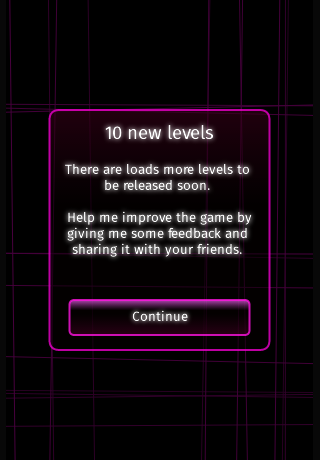 10 new levels
There are loads more levels to
be released soon.
Help me improve the game by
giving me some feedback and
sharing it with your friends.
Continue